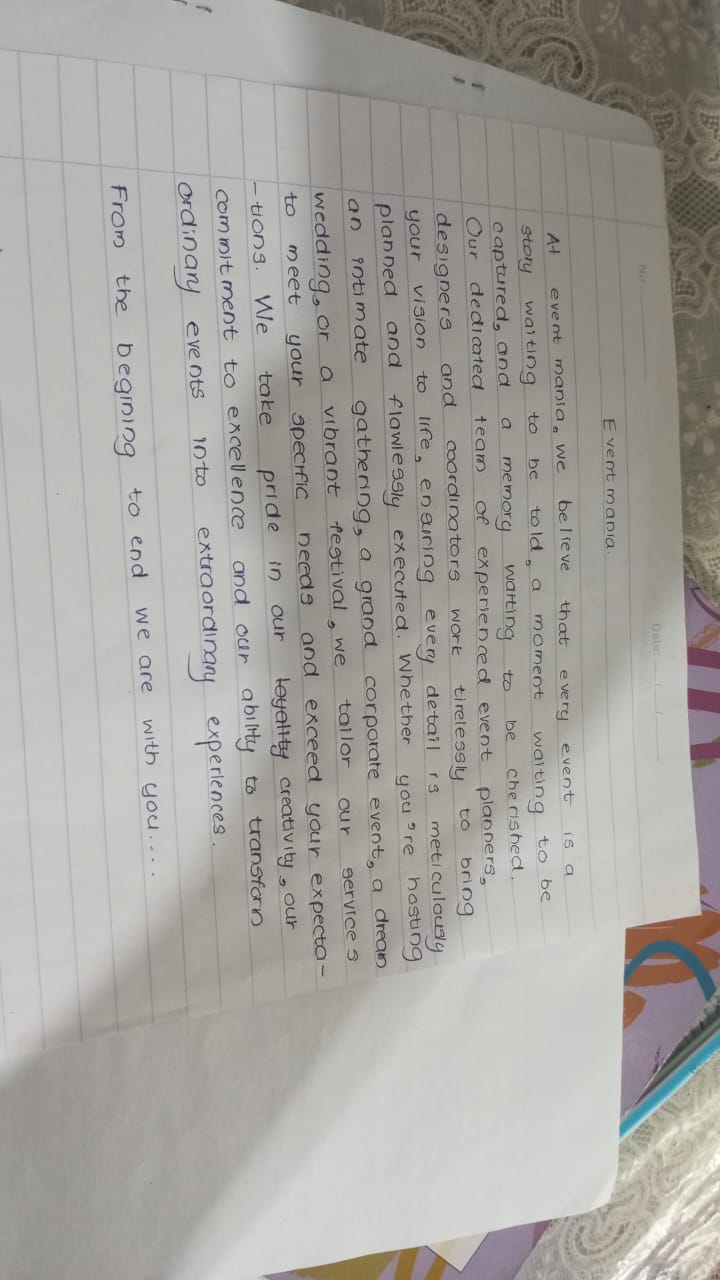 No :
Date: / /
Event mania.
At event mania, we believe that every event is a
story waiting to be told, a moment waiting to be
captured, and a memory waiting to be cherished.
Our dedicated team of experienced event planners,
designers and coordinators work tirelessly to bring
your vision to life, ensuring every detail is meticulously
planned and flawlessly executed. Whether you're hosting
an intimate gathering, a grand corporate event, a dream
wedding, or a vibrant festival, we tailor our services
to meet your specific needs and exceed your expecta-
-tions. We take pride in our loyality creativity, our
commitment to excellence and our ability to transform
ordinary events into extraordinary experiences.
From the begining to end we are with you....